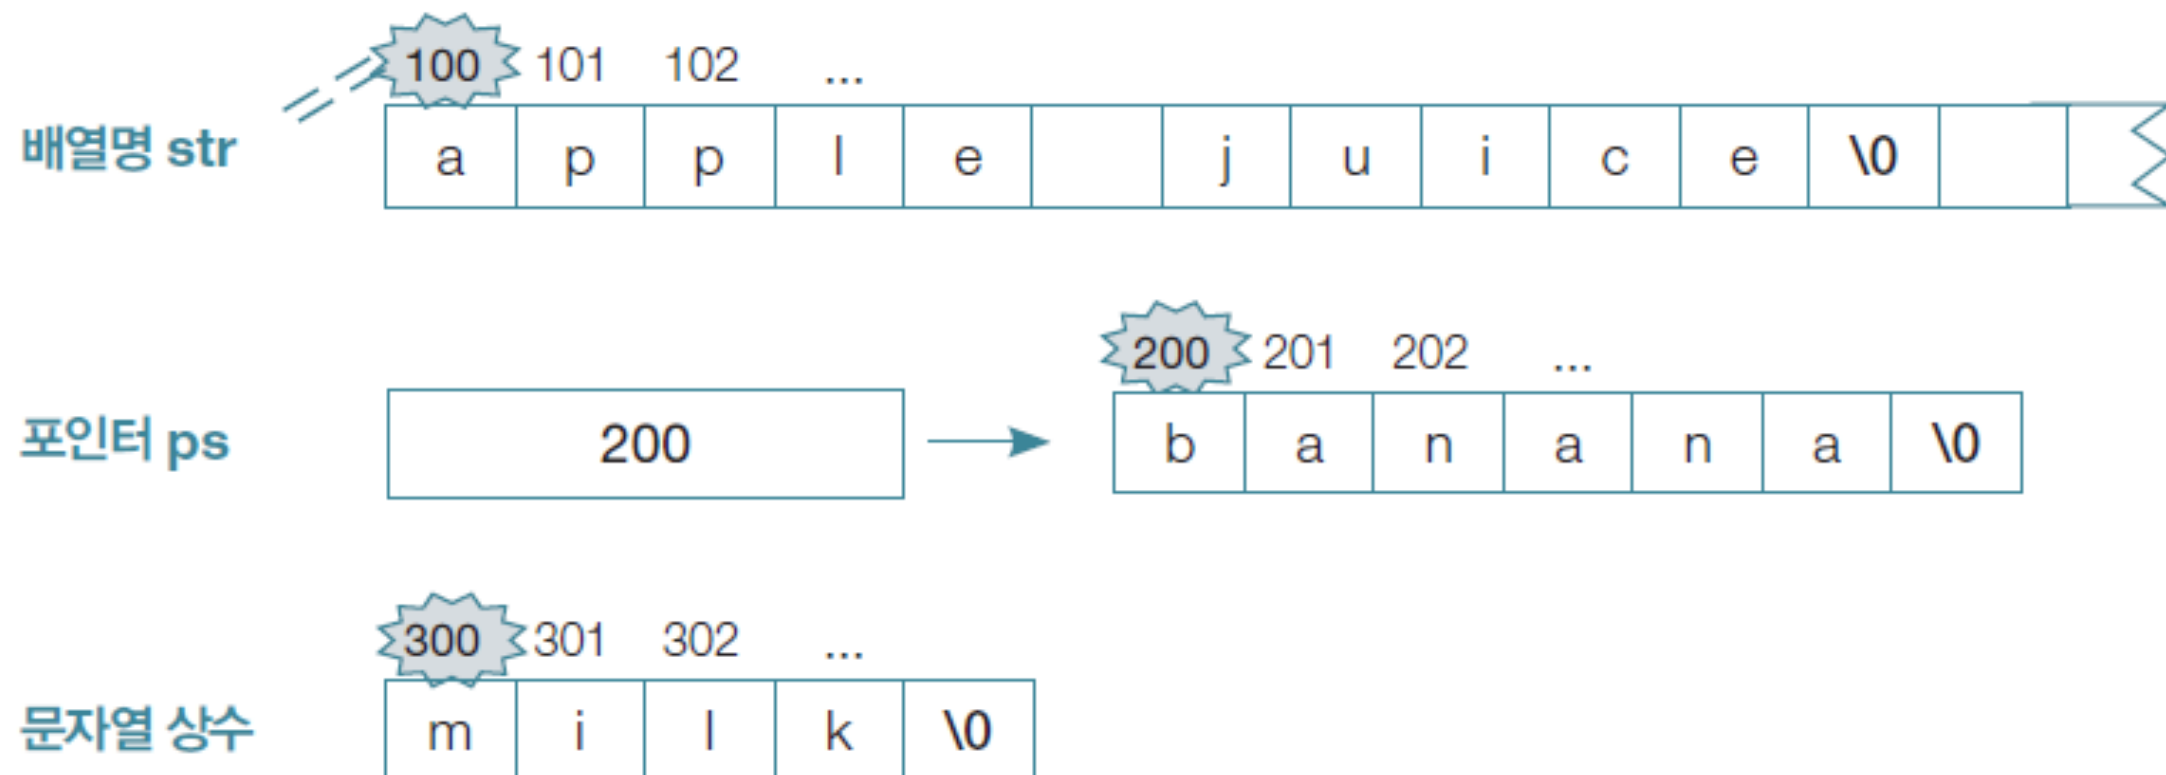 100 101 102 ...
배열명 str a p p l e j u i c e \0
200 201 202 ...
포인터 ps 200 b a n a n a \0
300 301 302 ...
문자열 상수 m i l k \0